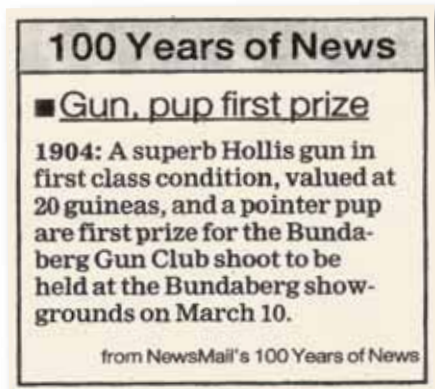 100 Years of News
■Gun, pup first prize
1904: A superb Hollis gun in
first class condition, valued at
20 guineas, and a pointer pup
are first prize for the Bunda-
berg Gun Club shoot to be
held at the Bundaberg show-
grounds on March 10.
from NewsMail's 100 Years of News